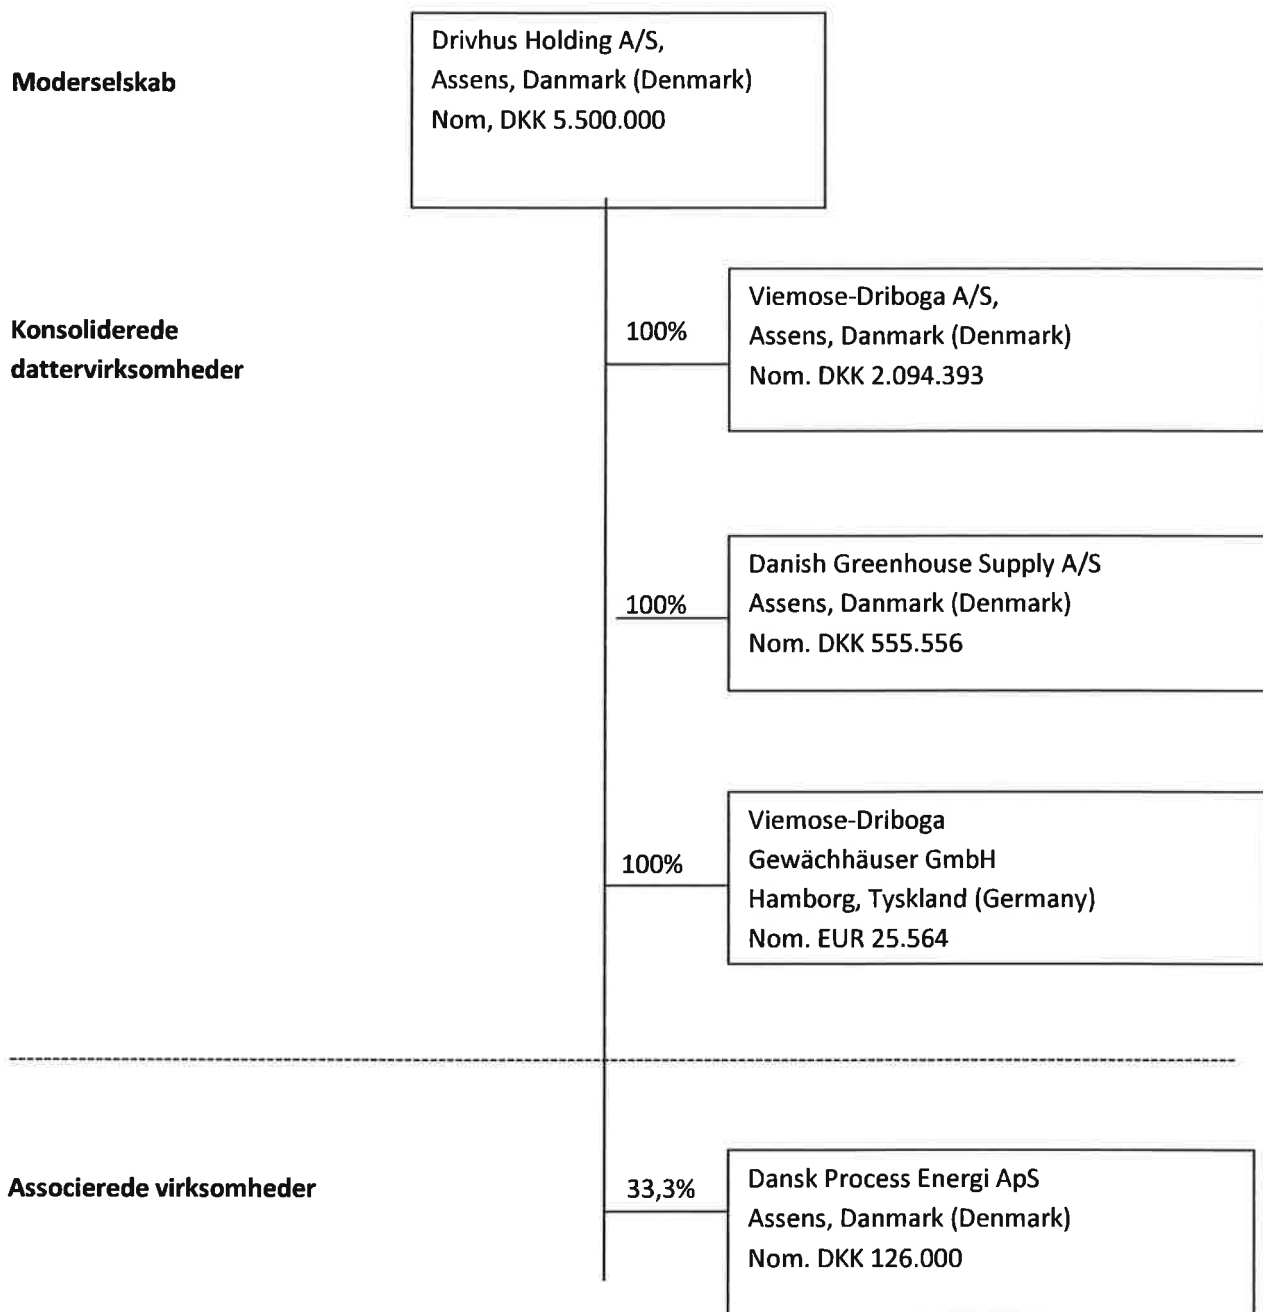 Moderselskab
Drivhus Holding A/S,
Assens, Danmark (Denmark)
Nom, DKK 5.500.000
Konsoliderede
dattervirksomheder
100%
Viemose-Driboga A/S,
Assens, Danmark (Denmark)
Nom. DKK 2.094.393
100%
Danish Greenhouse Supply A/S
Assens, Danmark (Denmark)
Nom. DKK 555.556
100%
Viemose-Driboga
Gewächhäuser GmbH
Hamborg, Tyskland (Germany)
Nom. EUR 25.564
Associerede virksomheder
33,3%
Dansk Process Energi ApS
Assens, Danmark (Denmark)
Nom. DKK 126.000